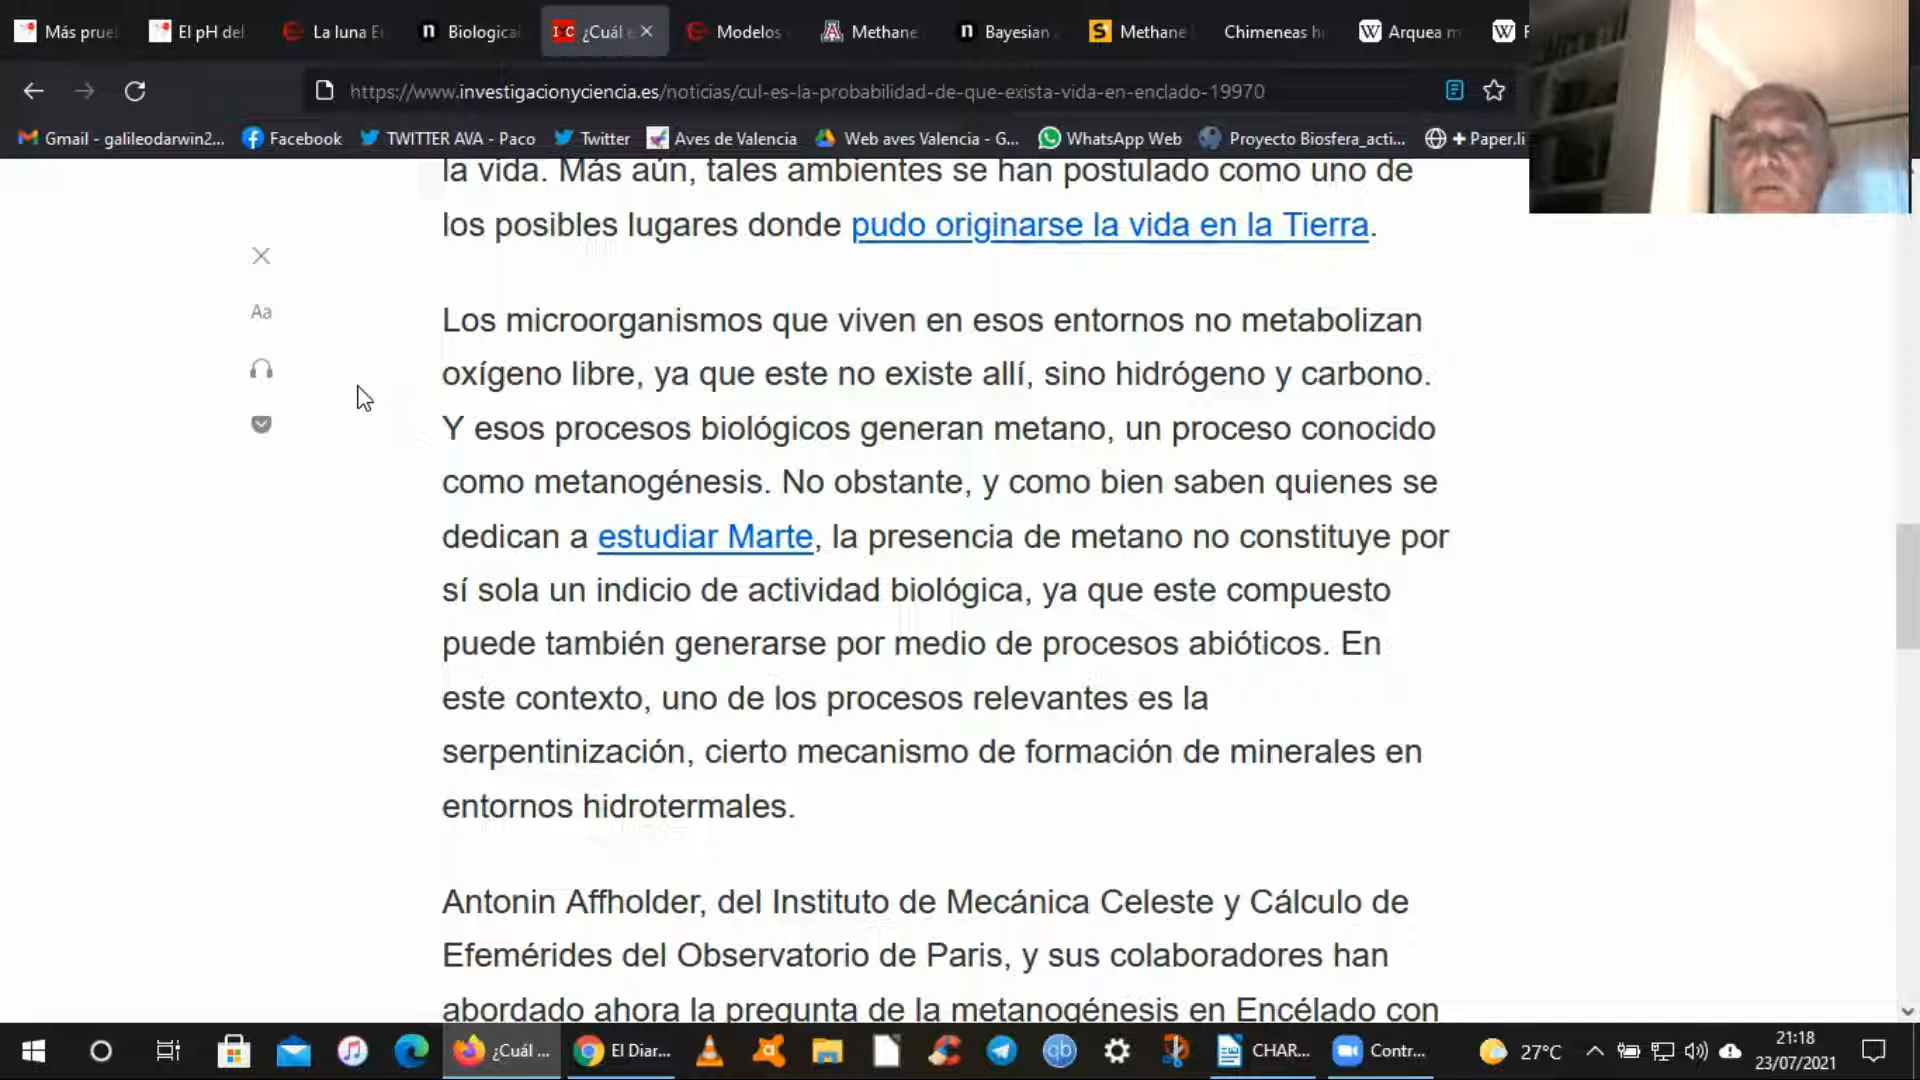 Más prue
El pH del
La luna E
Biological
¿Cuál
Modelos
Methane
Bayesian
Methane
Chimeneas h
Arquea m
https://www.investigacionyciencia.es/noticias/cul-es-la-probabilidad-de-que-exista-vida-en-enclado-19970
Gmail - galileodarwin2...
Facebook
TWITTER AVA - Paco
Twitter
Aves de Valencia
Web aves Valencia - G...
WhatsApp Web
Proyecto Biosfera_acti...
+ Paper.li
la vida. Más aún, tales ambientes se han postulado como uno de
los posibles lugares donde pudo originarse la vida en la Tierra.
Aa
Los microorganismos que viven en esos entornos no metabolizan
oxígeno libre, ya que este no existe allí, sino hidrógeno y carbono.
Y esos procesos biológicos generan metano, un proceso conocido
como metanogénesis. No obstante, y como bien saben quienes se
dedican a estudiar Marte, la presencia de metano no constituye por
sí sola un indicio de actividad biológica, ya que este compuesto
puede también generarse por medio de procesos abióticos. En
este contexto, uno de los procesos relevantes es la
serpentinización, cierto mecanismo de formación de minerales en
entornos hidrotermales.
Antonin Affholder, del Instituto de Mecánica Celeste y Cálculo de
Efemérides del Observatorio de Paris, y sus colaboradores han
abordado ahora la pregunta de la metanogénesis en Encélado con
¿Cuál ...
El Diar...
CHAR...
Contr...
27°C
21:18
23/07/2021